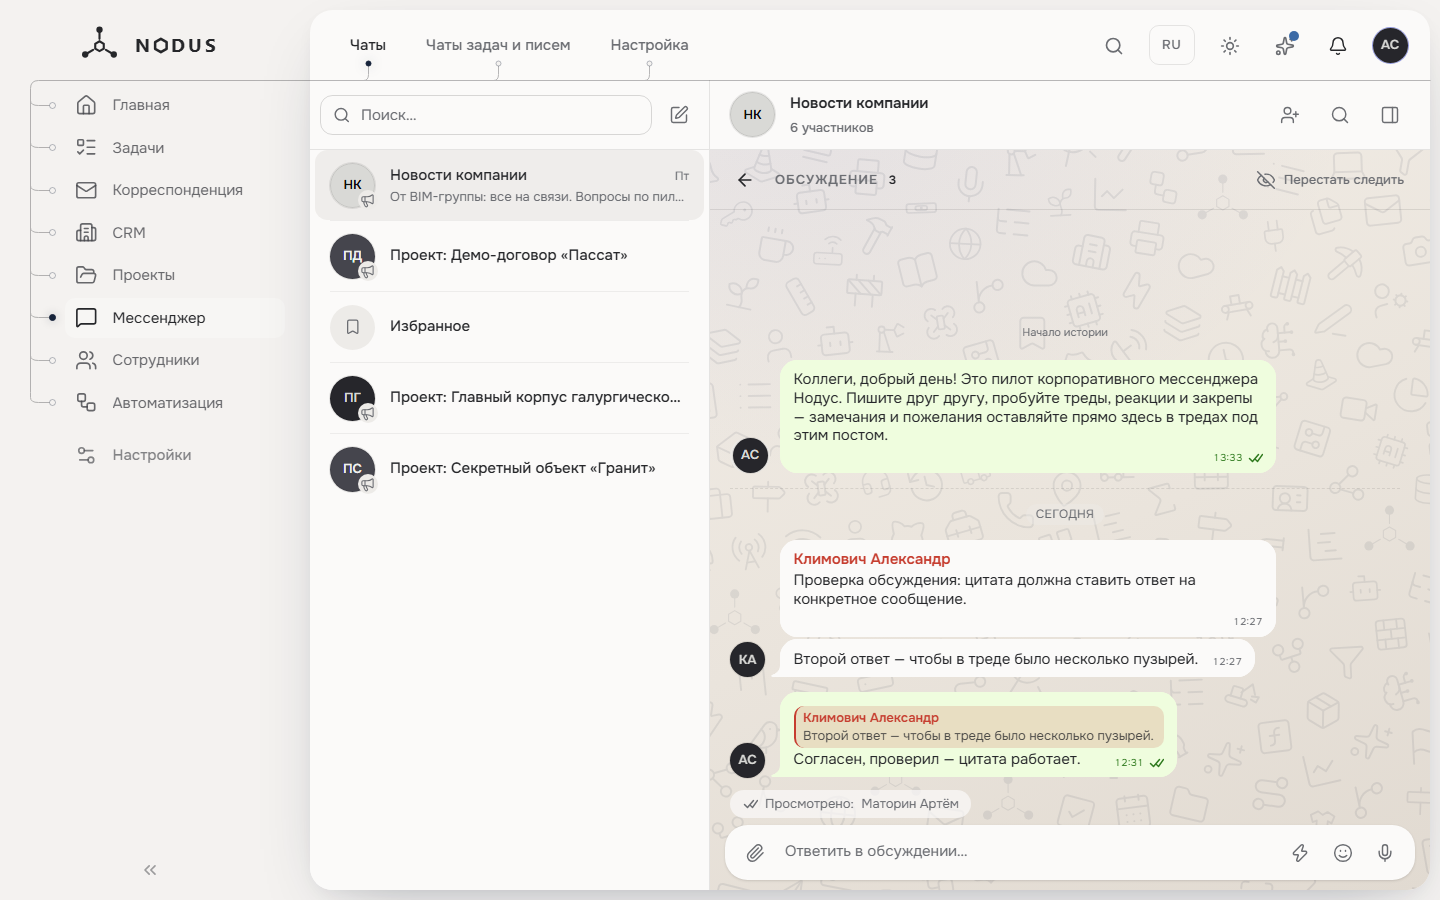 NODUS
Чаты
Чаты задач и писем
Настройка
RU
АС
Главная
Задачи
Корреспонденция
CRM
Проекты
Мессенджер
Сотрудники
Автоматизация
Настройки
Поиск...
НК
Новости компании
Пт
От BIM-группы: все на связи. Вопросы по пил...
ПД
Проект: Демо-договор «Пассат»
Избранное
ПГ
Проект: Главный корпус галургическо...
ПС
Проект: Секретный объект «Гранит»
НК
Новости компании
6 участников
ОБСУЖДЕНИЕ 3
Перестать следить
Начало истории
Коллеги, добрый день! Это пилот корпоративного мессенджера
Нодус. Пишите друг другу, пробуйте треды, реакции и закрепы
— замечания и пожелания оставляйте прямо здесь в тредах под
этим постом.
13:33
АС
СЕГОДНЯ
Климович Александр
Проверка обсуждения: цитата должна ставить ответ на
конкретное сообщение.
12:27
КА
Второй ответ — чтобы в треде было несколько пузырей.
12:27
Климович Александр
Второй ответ — чтобы в треде было несколько пузырей.
АС
Согласен, проверил — цитата работает.
12:31
Просмотрено: Маторин Артём
Ответить в обсуждении...